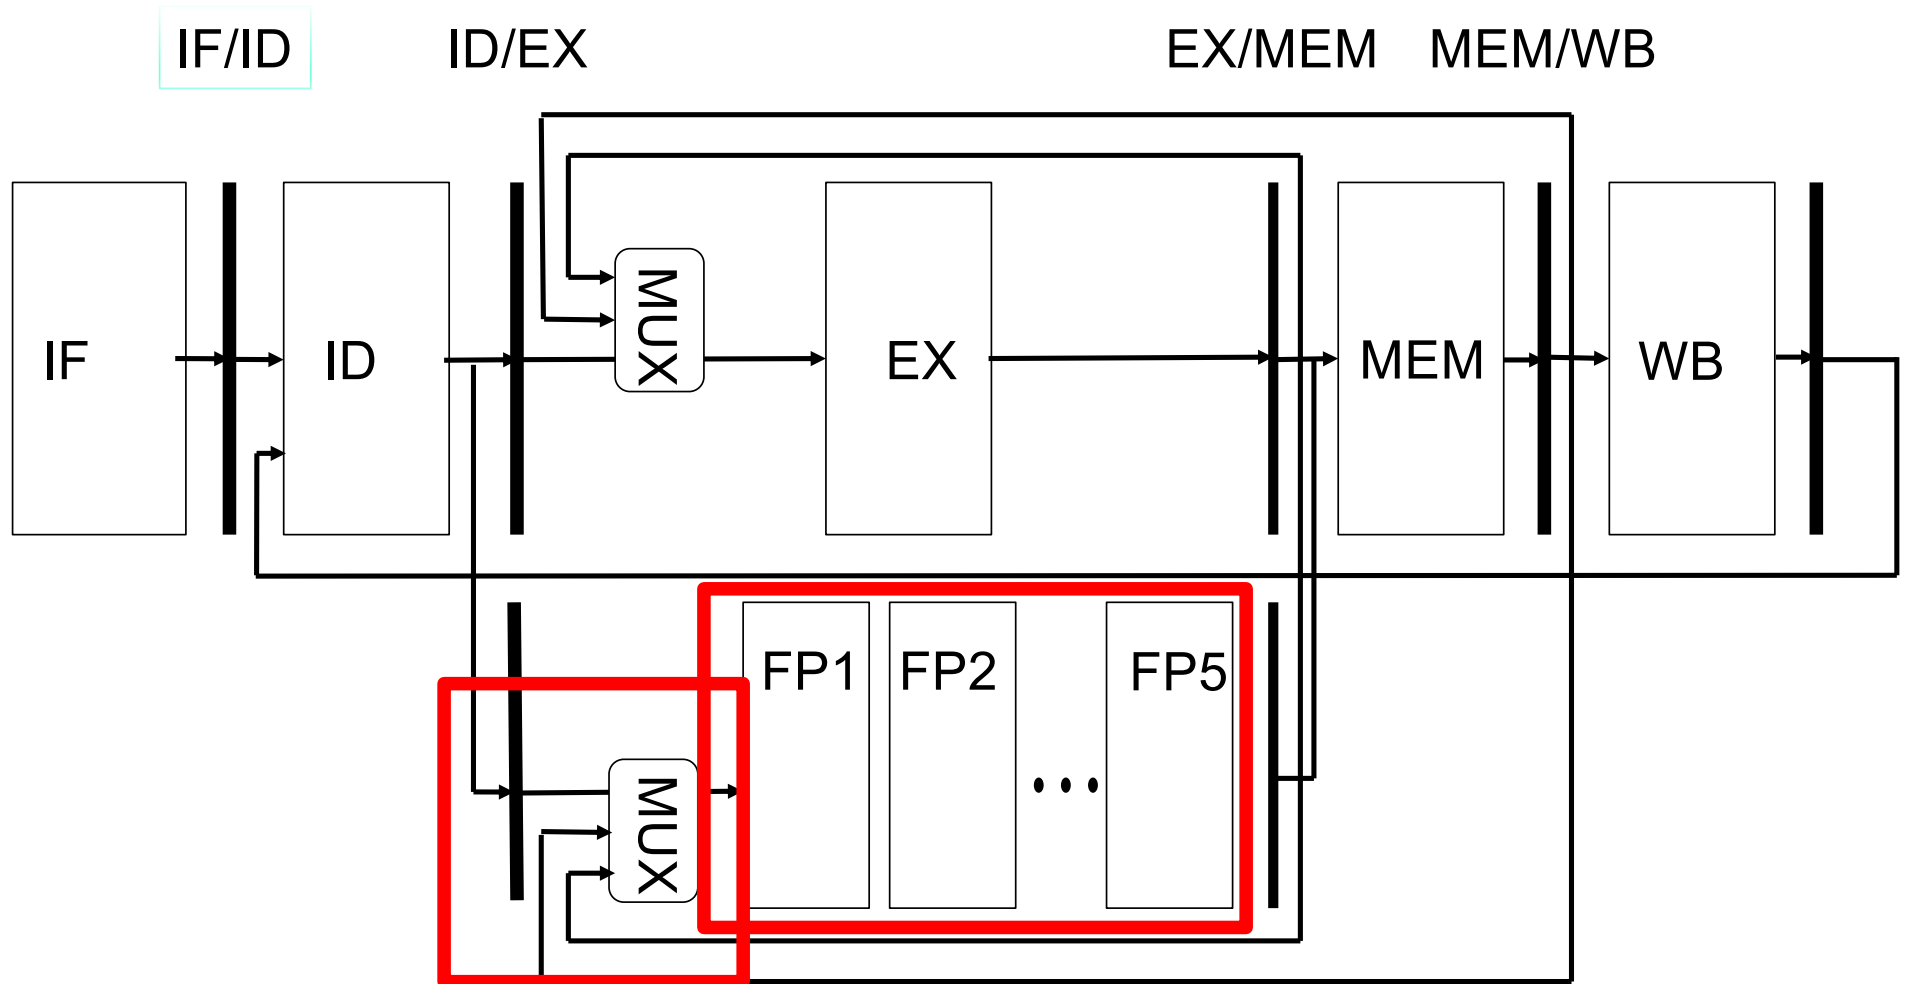 IF/ID ID/EX EX/MEM MEM/WB
MUX
IF ID EX MEM WB
FP1 FP2 FP5
• • •
MUX